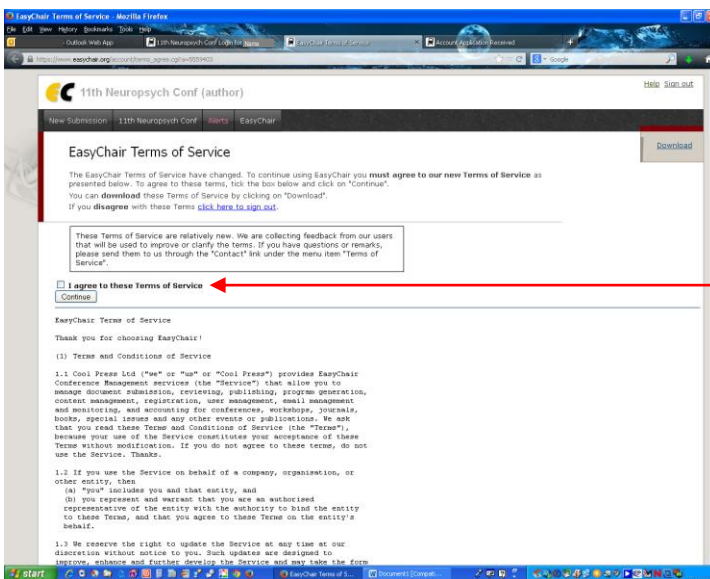 EasyChair Terms of Service - Mozilla Firefox
File Edit View History Bookmarks Tools Help
- Outlook Web App
11th Neuropsych Conf Login for Name
EasyChair Terms of Service
Account Application Received
https://www.easychair.org/account/terms_agree.cgi?a=
Google
Help Sign out
11th Neuropsych Conf (author)
New Submission 11th Neuropsych Conf Alerts EasyChair
Download
EasyChair Terms of Service
The EasyChair Terms of Service have changed. To continue using EasyChair you must agree to our new Terms of Service as
presented below. To agree to these terms, tick the box below and click on "Continue".
You can download these Terms of Service by clicking on "Download".
If you disagree with these Terms click here to sign out.
These Terms of Service are relatively new. We are collecting feedback from our users
that will be used to improve or clarify the terms. If you have questions or remarks,
please send them to us through the "Contact" link under the menu item "Terms of
Service".
I agree to these Terms of Service
Continue
EasyChair Terms of Service
Thank you for choosing EasyChair!
(1) Terms and Conditions of Service
1.1 Cool Press Ltd ("we" or "us" or "Cool Press") provides EasyChair
Conference Management services (the "Service") that allow you to
manage document submission, reviewing, publishing, program generation,
content management, registration, user management, email management
and monitoring, and accounting for conferences, workshops, journals,
books, special issues and any other events or publications. We ask
that you read these Terms and Conditions of Service (the "Terms"),
because your use of the Service constitutes your acceptance of these
Terms without modification. If you do not agree to these terms, do not
use the Service. Thanks.
1.2 If you use the Service on behalf of a company, organisation, or
other entity, then
(a) "you" includes you and that entity, and
(b) you represent and warrant that you are an authorised
representative of the entity with the authority to bind the entity
to these Terms, and that you agree to these Terms on the entity's
behalf.
1.3 We reserve the right to update the Service at any time at our
discretion without notice to you. Such updates are designed to
improve, enhance and further develop the Service and may take the form
start
EasyChair Terms of S...
Document1 [Compat...